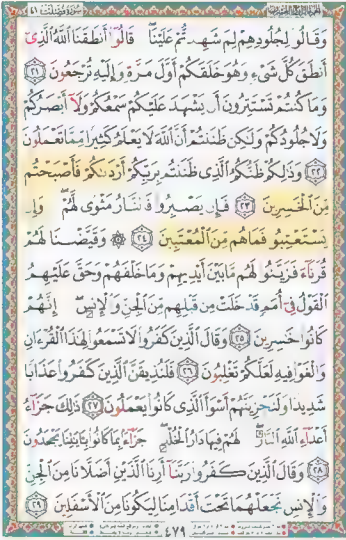 سورة فصلت ٤١
وَقَالُوا لِجُلُودِهِمْ لِمَ شَهِدتُّمْ عَلَيْنَا قَالُوا أَنطَقَنَا اللَّهُ الَّذِي
أَنطَقَ كُلَّ شَيْءٍ وَهُوَ خَلَقَكُمْ أَوَّلَ مَرَّةٍ وَإِلَيْهِ تُرْجَعُونَ ٢١
وَمَا كُنتُمْ تَسْتَتِرُونَ أَن يَشْهَدَ عَلَيْكُمْ سَمْعُكُمْ وَلَا أَبْصَارُكُمْ
وَلَا جُلُودُكُمْ وَلَٰكِن ظَنَنتُمْ أَنَّ اللَّهَ لَا يَعْلَمُ كَثِيرًا مِّمَّا تَعْمَلُونَ
٢٢ وَذَٰلِكُمْ ظَنُّكُمُ الَّذِي ظَنَنتُم بِرَبِّكُمْ أَرْدَاكُمْ فَأَصْبَحْتُم
مِّنَ الْخَاسِرِينَ ٢٣ فَإِن يَصْبِرُوا فَالنَّارُ مَثْوًى لَّهُمْ وَإِن
يَسْتَعْتِبُوا فَمَا هُم مِّنَ الْمُعْتَبِينَ ٢٤ ۞ وَقَيَّضْنَا لَهُمْ
قُرَنَاءَ فَزَيَّنُوا لَهُم مَّا بَيْنَ أَيْدِيهِمْ وَمَا خَلْفَهُمْ وَحَقَّ عَلَيْهِمُ
الْقَوْلُ فِي أُمَمٍ قَدْ خَلَتْ مِن قَبْلِهِم مِّنَ الْجِنِّ وَالْإِنسِ إِنَّهُمْ
كَانُوا خَاسِرِينَ ٢٥ وَقَالَ الَّذِينَ كَفَرُوا لَا تَسْمَعُوا لِهَٰذَا الْقُرْءَانِ
وَالْغَوْا فِيهِ لَعَلَّكُمْ تَغْلِبُونَ ٢٦ فَلَنُذِيقَنَّ الَّذِينَ كَفَرُوا عَذَابًا
شَدِيدًا وَلَنَجْزِيَنَّهُمْ أَسْوَأَ الَّذِي كَانُوا يَعْمَلُونَ ٢٧ ذَٰلِكَ جَزَاءُ
أَعْدَاءِ اللَّهِ النَّارُ لَهُمْ فِيهَا دَارُ الْخُلْدِ جَزَاءً بِمَا كَانُوا بِآيَاتِنَا يَجْحَدُونَ
٢٨ وَقَالَ الَّذِينَ كَفَرُوا رَبَّنَا أَرِنَا الَّذَيْنِ أَضَلَّانَا مِنَ الْجِنِّ
وَالْإِنسِ نَجْعَلْهُمَا تَحْتَ أَقْدَامِنَا لِيَكُونَا مِنَ الْأَسْفَلِينَ ٢٩
٤٧٩